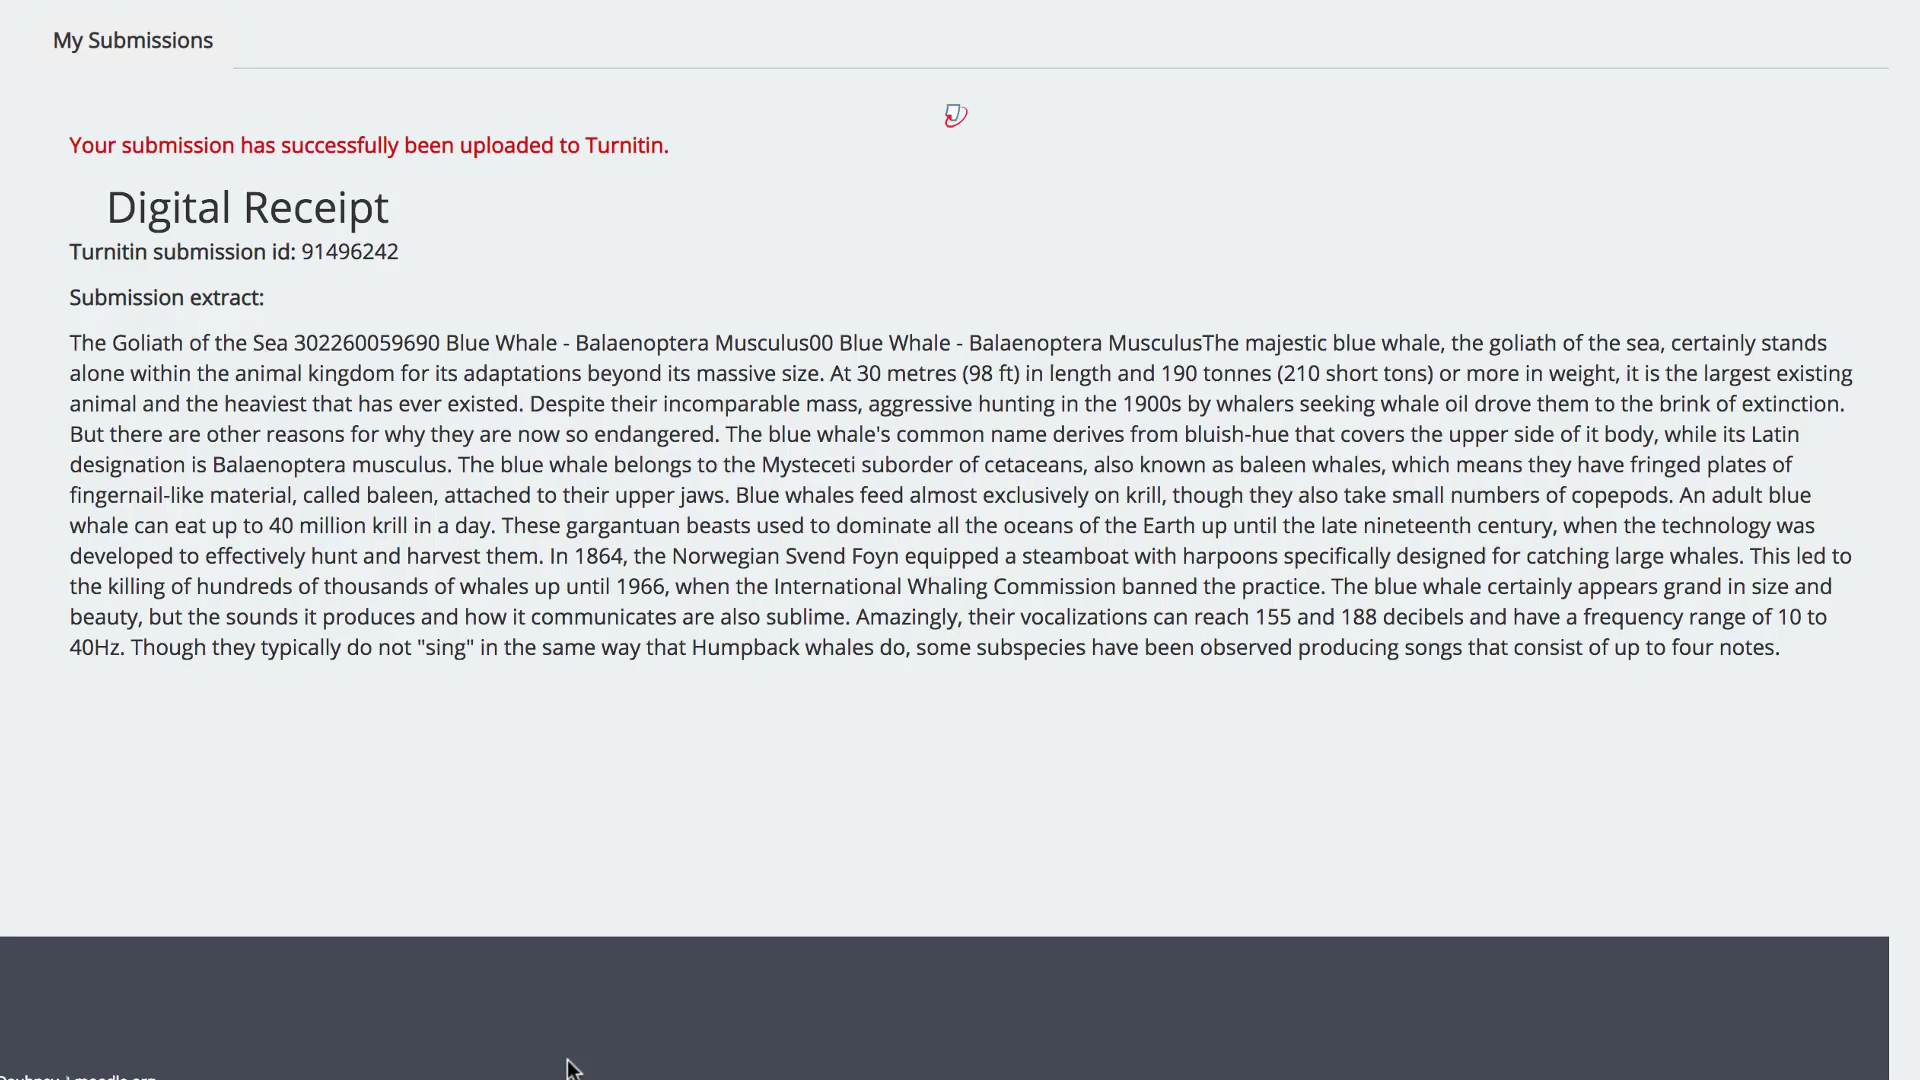 My Submissions
Your submission has successfully been uploaded to Turnitin.
Digital Receipt
Turnitin submission id: 91496242
Submission extract:
The Goliath of the Sea 302260059690 Blue Whale - Balaenoptera Musculus00 Blue Whale - Balaenoptera MusculusThe majestic blue whale, the goliath of the sea, certainly stands
alone within the animal kingdom for its adaptations beyond its massive size. At 30 metres (98 ft) in length and 190 tonnes (210 short tons) or more in weight, it is the largest existing
animal and the heaviest that has ever existed. Despite their incomparable mass, aggressive hunting in the 1900s by whalers seeking whale oil drove them to the brink of extinction.
But there are other reasons for why they are now so endangered. The blue whale's common name derives from bluish-hue that covers the upper side of it body, while its Latin
designation is Balaenoptera musculus. The blue whale belongs to the Mysteceti suborder of cetaceans, also known as baleen whales, which means they have fringed plates of
fingernail-like material, called baleen, attached to their upper jaws. Blue whales feed almost exclusively on krill, though they also take small numbers of copepods. An adult blue
whale can eat up to 40 million krill in a day. These gargantuan beasts used to dominate all the oceans of the Earth up until the late nineteenth century, when the technology was
developed to effectively hunt and harvest them. In 1864, the Norwegian Svend Foyn equipped a steamboat with harpoons specifically designed for catching large whales. This led to
the killing of hundreds of thousands of whales up until 1966, when the International Whaling Commission banned the practice. The blue whale certainly appears grand in size and
beauty, but the sounds it produces and how it communicates are also sublime. Amazingly, their vocalizations can reach 155 and 188 decibels and have a frequency range of 10 to
40Hz. Though they typically do not "sing" in the same way that Humpback whales do, some subspecies have been observed producing songs that consist of up to four notes.